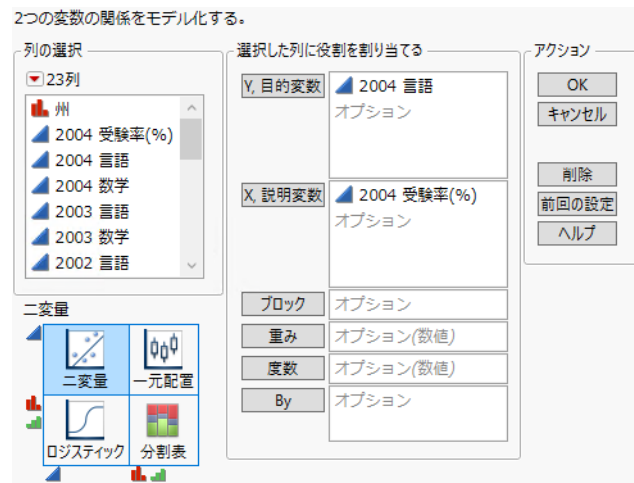 2つの変数の関係をモデル化する。
列の選択
23列
州
2004 受験率(%)
2004 言語
2004 数学
2003 言語
2003 数学
2002 言語
二変量
二変量
一元配置
ロジスティック
分割表
選択した列に役割を割り当てる
Y, 目的変数
2004 言語
オプション
X, 説明変数
2004 受験率(%)
オプション
ブロック
オプション
重み
オプション(数値)
度数
オプション(数値)
By
オプション
アクション
OK
キャンセル
削除
前回の設定
ヘルプ